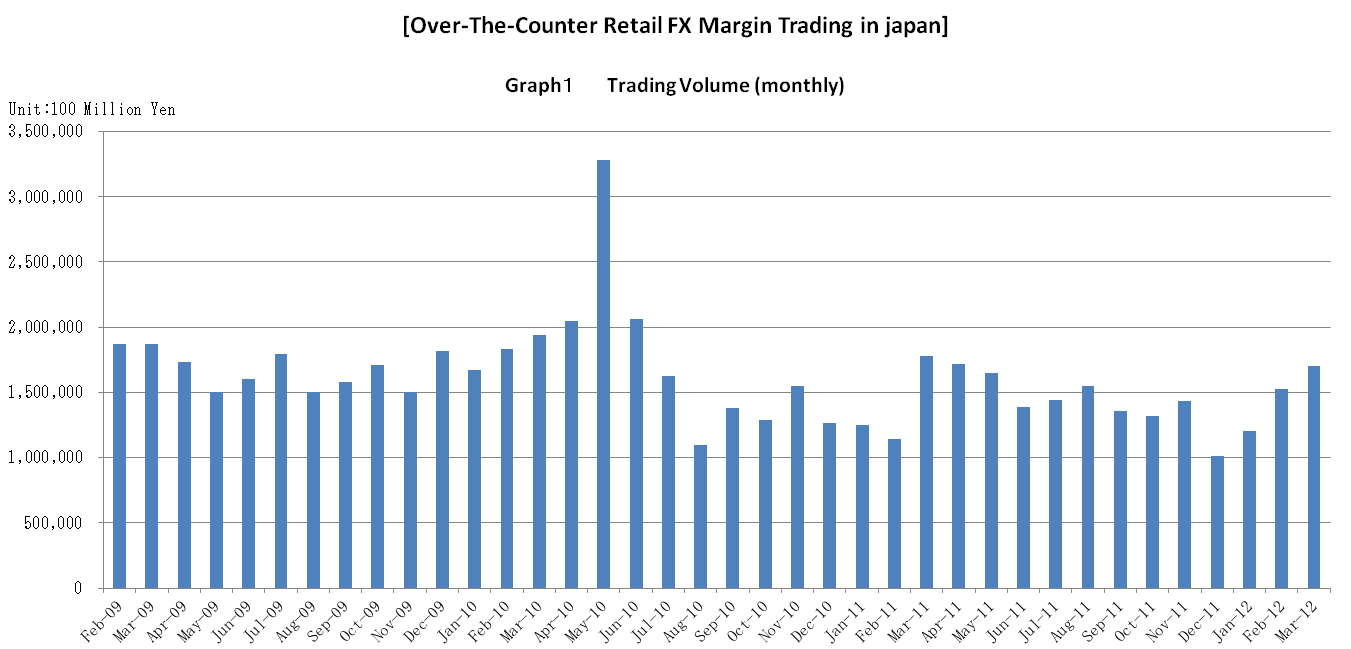 [Over-The-Counter Retail FX Margin Trading in japan]
Graph1 Trading Volume (monthly)
Unit:100 Million Yen
3,500,000
3,000,000
2,500,000
2,000,000
1,500,000
1,000,000
500,000
0
Feb-09 Mar-09 Apr-09 May-09 Jun-09 Jul-09 Aug-09 Sep-09 Oct-09 Nov-09 Dec-09 Jan-10 Feb-10 Mar-10 Apr-10 May-10 Jun-10 Jul-10 Aug-10 Sep-10 Oct-10 Nov-10 Dec-10 Jan-11 Feb-11 Mar-11 Apr-11 May-11 Jun-11 Jul-11 Aug-11 Sep-11 Oct-11 Nov-11 Dec-11 Jan-12 Feb-12 Mar-12